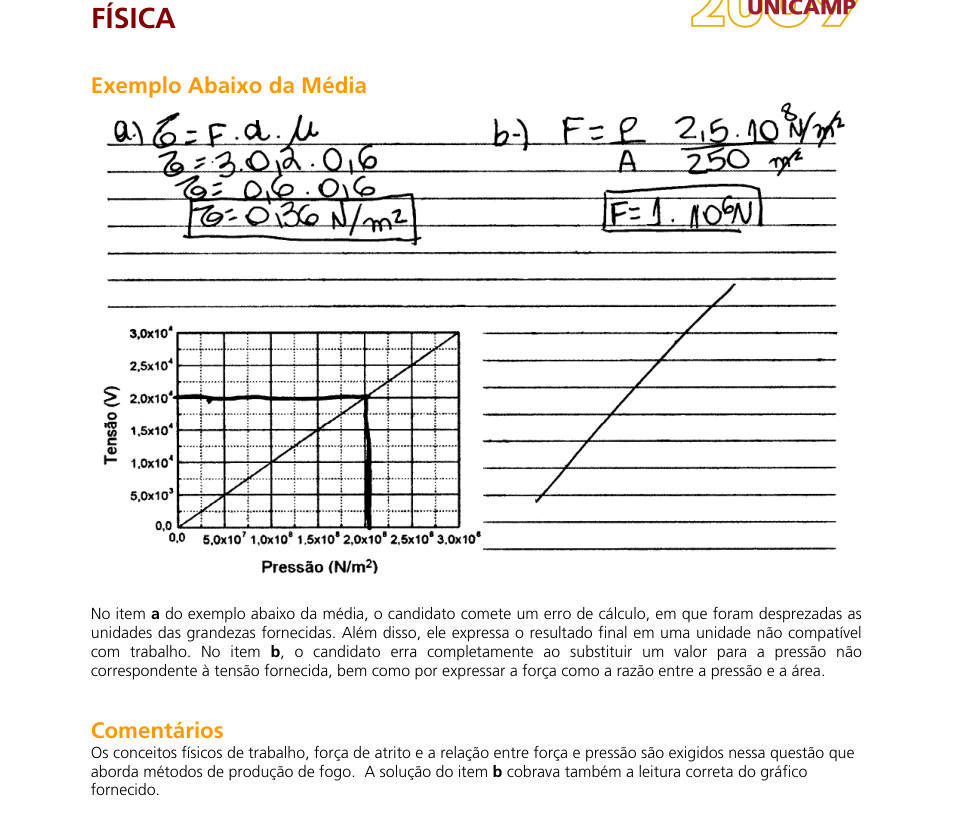 FÍSICA
2009
UNICAMP
Exemplo Abaixo da Média
a.) τ = F . d . μ
τ = 3.0,2 . 0,6
τ = 0,6 . 0,6
τ = 0,36 N/m²
b-) F = P 2,5 . 10⁸ N/m²
A 250 m²
F = 1 . 10⁶N
3,0x10⁴
2,5x10⁴
2,0x10⁴
1,5x10⁴
1,0x10⁴
5,0x10³
0,0
Tensão (V)
0,0 5,0x10⁷ 1,0x10⁸ 1,5x10⁸ 2,0x10⁸ 2,5x10⁸ 3,0x10⁸
Pressão (N/m²)
No item a do exemplo abaixo da média, o candidato comete um erro de cálculo, em que foram desprezadas as
unidades das grandezas fornecidas. Além disso, ele expressa o resultado final em uma unidade não compatível
com trabalho. No item b, o candidato erra completamente ao substituir um valor para a pressão não
correspondente à tensão fornecida, bem como por expressar a força como a razão entre a pressão e a área.
Comentários
Os conceitos físicos de trabalho, força de atrito e a relação entre força e pressão são exigidos nessa questão que
aborda métodos de produção de fogo. A solução do item b cobrava também a leitura correta do gráfico
fornecido.